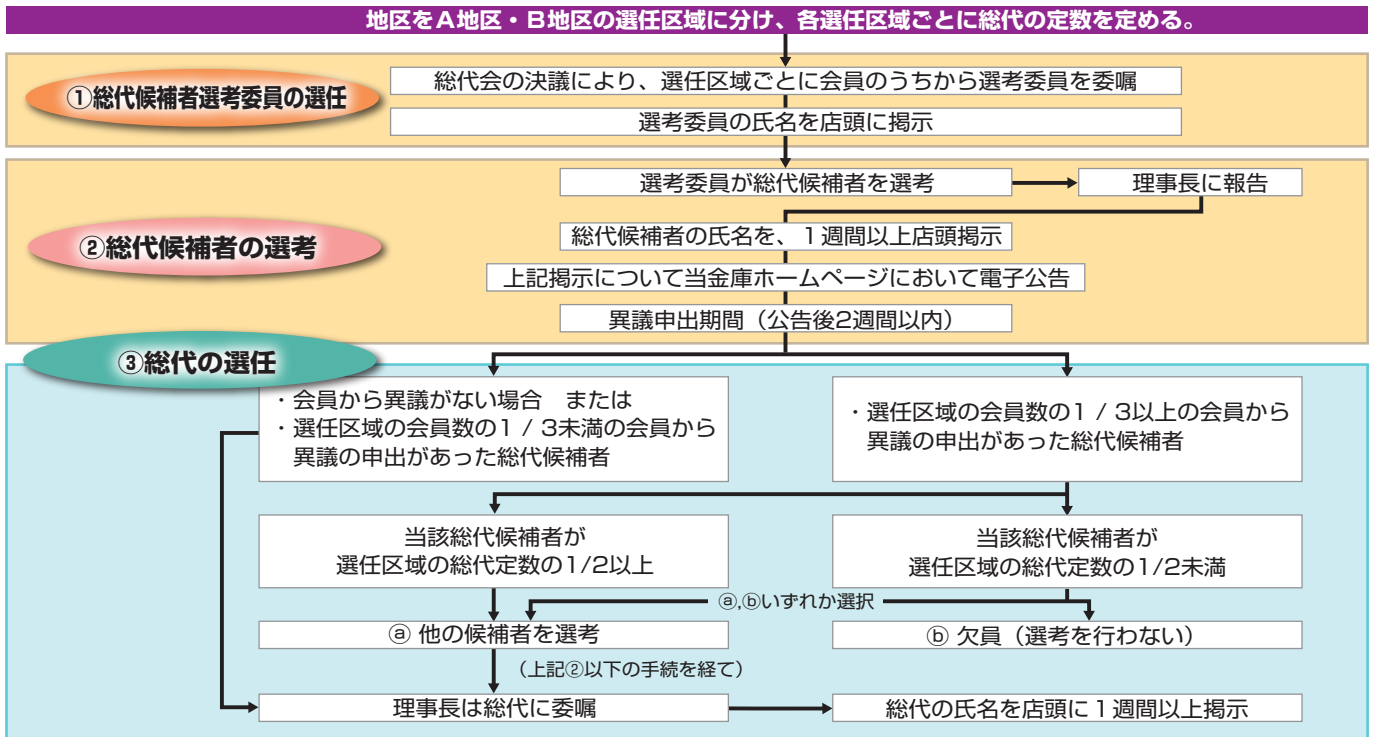 地区をA地区・B地区の選任区域に分け、各選任区域ごとに総代の定数を定める。
①総代候補者選考委員の選任
総代会の決議により、選任区域ごとに会員のうちから選考委員を委嘱
選考委員の氏名を店頭に掲示
②総代候補者の選考
選考委員が総代候補者を選考
理事長に報告
総代候補者の氏名を、1週間以上店頭掲示
上記掲示について当金庫ホームページにおいて電子公告
異議申出期間（公告後2週間以内）
③総代の選任
・会員から異議がない場合　または
・選任区域の会員数の1 / 3未満の会員から
異議の申出があった総代候補者
・選任区域の会員数の1 / 3以上の会員から
異議の申出があった総代候補者
当該総代候補者が
選任区域の総代定数の1/2以上
当該総代候補者が
選任区域の総代定数の1/2未満
ⓐ,ⓑいずれか選択
ⓐ 他の候補者を選考
ⓑ 欠員（選考を行わない）
（上記②以下の手続を経て）
理事長は総代に委嘱
総代の氏名を店頭に1週間以上掲示